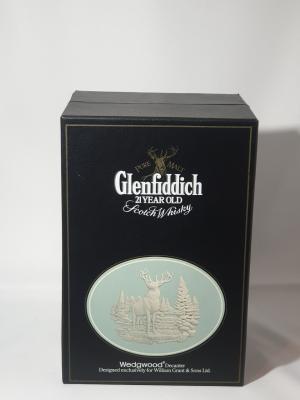 PURE MALT
Glenfiddich
21 YEAR OLD
Scotch Whisky
Wedgwood® Decanter
Designed exclusively for William Grant & Sons Ltd.